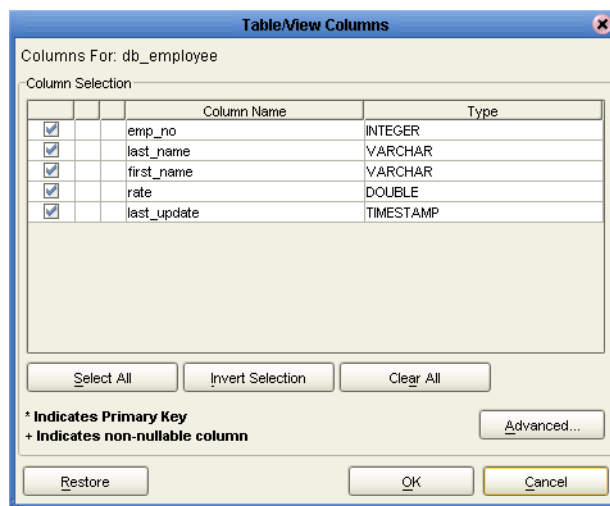 Table/View Columns
Columns For: db_employee
Column Selection
Column Name Type
emp_no INTEGER
last_name VARCHAR
first_name VARCHAR
rate DOUBLE
last_update TIMESTAMP
Select All Invert Selection Clear All
* Indicates Primary Key
+ Indicates non-nullable column
Advanced...
Restore OK Cancel